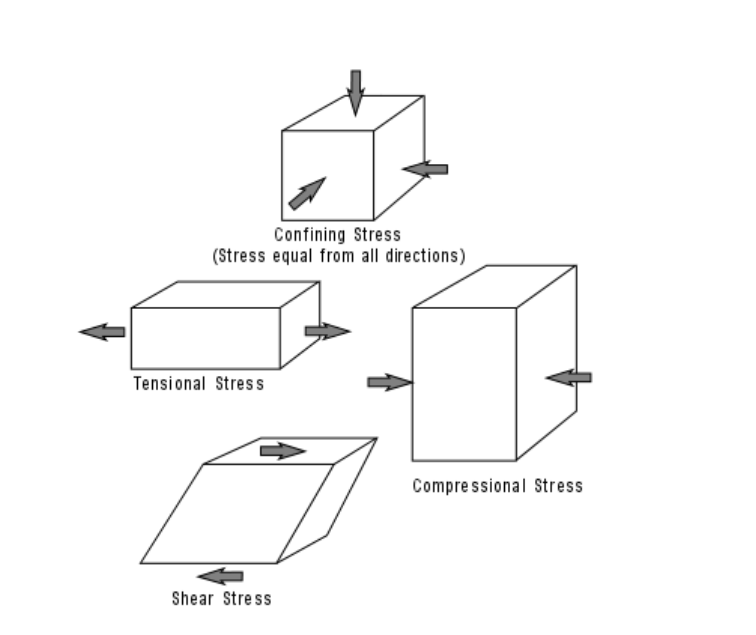 Confining Stress
(Stress equal from all directions)
Tensional Stress
Compressional Stress
Shear Stress